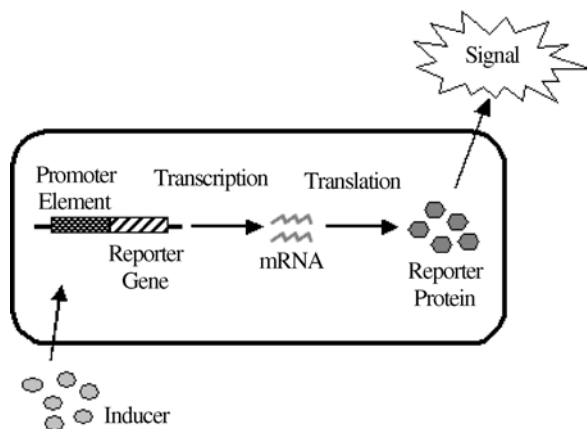 Signal
Promoter
Element
Transcription
Translation
Reporter
Gene
mRNA
Reporter
Protein
Inducer